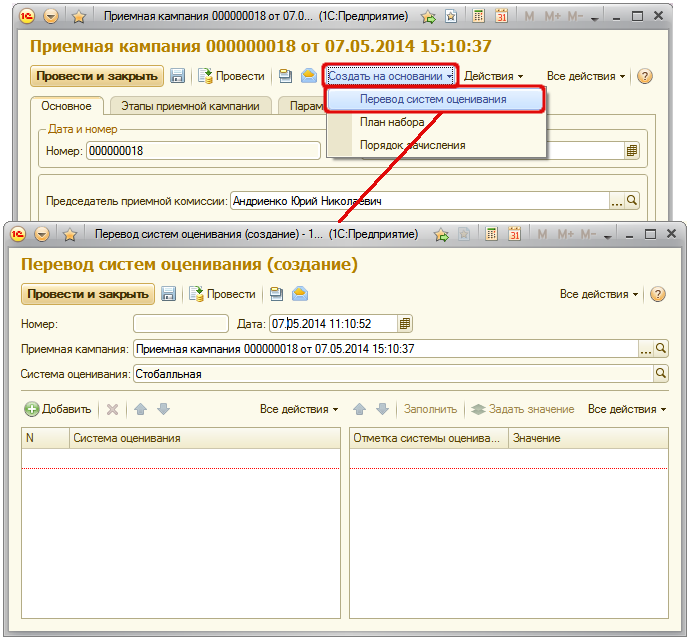 Приемная кампания 000000018 от 07.0... (1С:Предприятие) 31 M M+ M-
Приемная кампания 000000018 от 07.05.2014 15:10:37
Провести и закрыть Провести Создать на основании Действия Все действия ?
Перевод систем оценивания
План набора
Порядок зачисления
Основное Этапы приемной кампании Парам
Дата и номер
Номер: 000000018
Председатель приемной комиссии: Андриенко Юрий Николаевич ...
Перевод систем оценивания (создание) - 1... (1С:Предприятие) 31 M M+ M-
Перевод систем оценивания (создание)
Провести и закрыть Провести Все действия ?
Номер: Дата: 07.05.2014 11:10:52
Приемная кампания: Приемная кампания 000000018 от 07.05.2014 15:10:37 ...
Система оценивания: Стобалльная
Добавить Все действия Заполнить Задать значение Все действия
N Система оценивания Отметка системы оценива... Значение